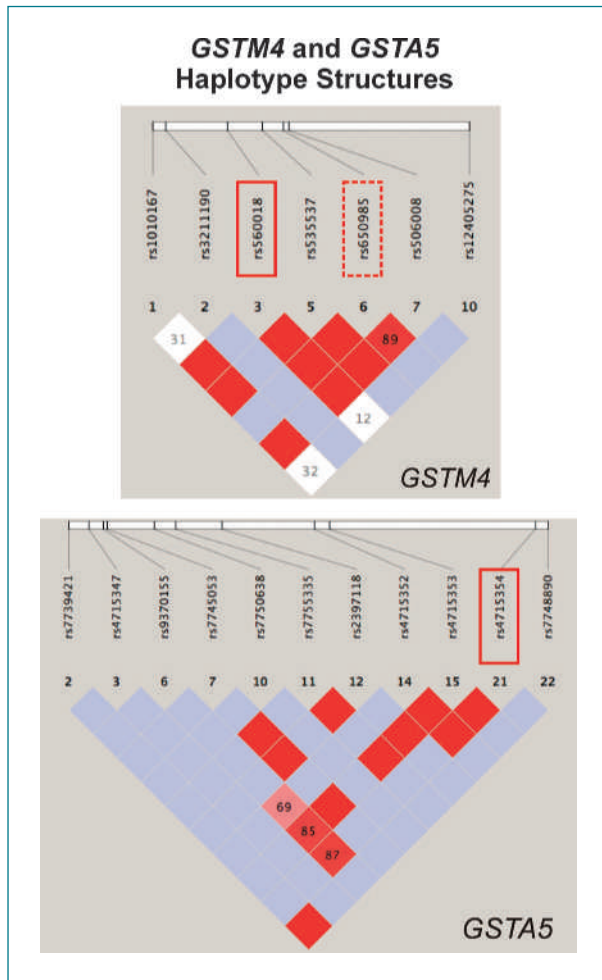 GSTM4 and GSTA5
Haplotype Structures
rs1010167 rs3211190 rs560018 rs535537 rs650985 rs506008 rs12405275
1 2 3 5 6 7 10
31 89
12
32
GSTM4
rs7739421 rs4715347 rs9370155 rs7745053 rs7750638 rs7755335 rs2397118 rs4715352 rs4715353 rs4715354 rs7748890
2 3 6 7 10 11 12 14 15 21 22
69
85
87
GSTA5